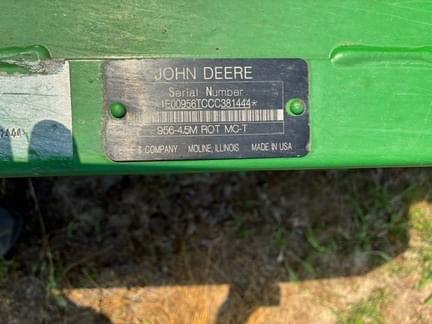 JOHN DEERE
Serial Number
1E00956TCCC381444*
956-4.5M ROT MC-T
& COMPANY MOLINE, ILLINOIS MADE IN USA